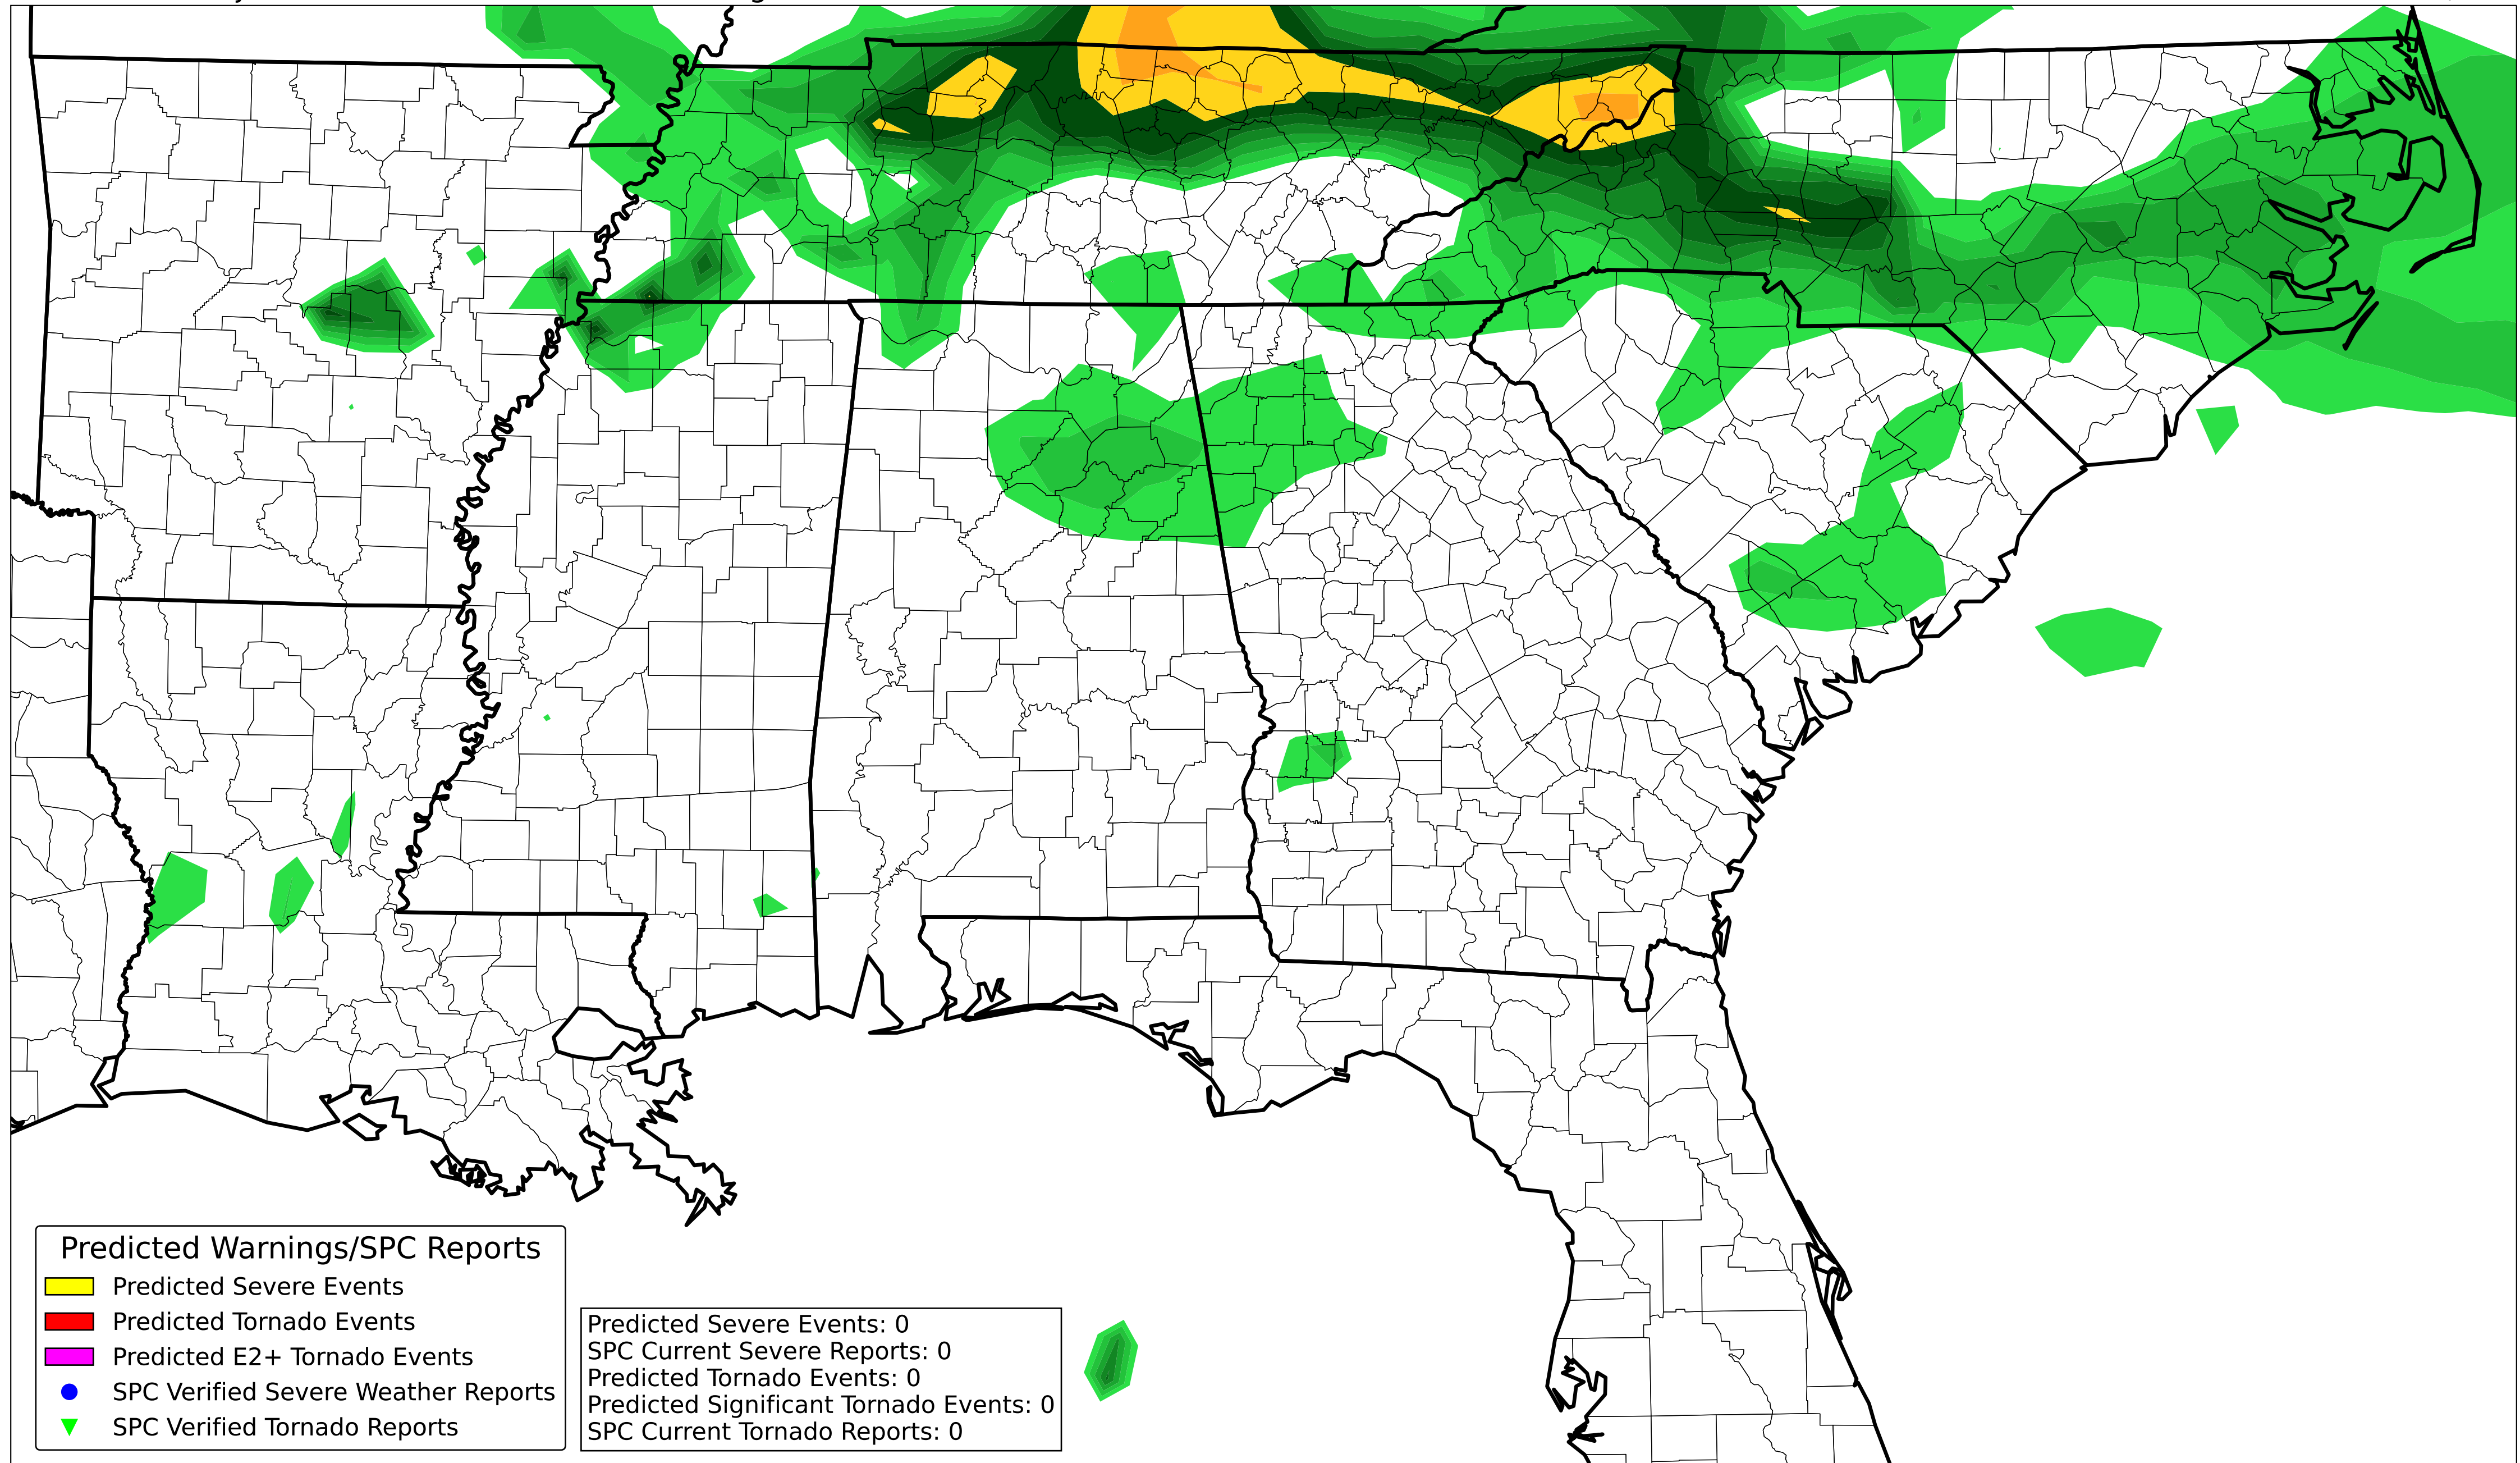 Predicted Warnings/SPC Reports
Predicted Severe Events
Predicted Tornado Events
Predicted E2+ Tornado Events
SPC Verified Severe Weather Reports
SPC Verified Tornado Reports
Predicted Severe Events: 0
SPC Current Severe Reports: 0
Predicted Tornado Events: 0
Predicted Significant Tornado Events: 0
SPC Current Tornado Reports: 0